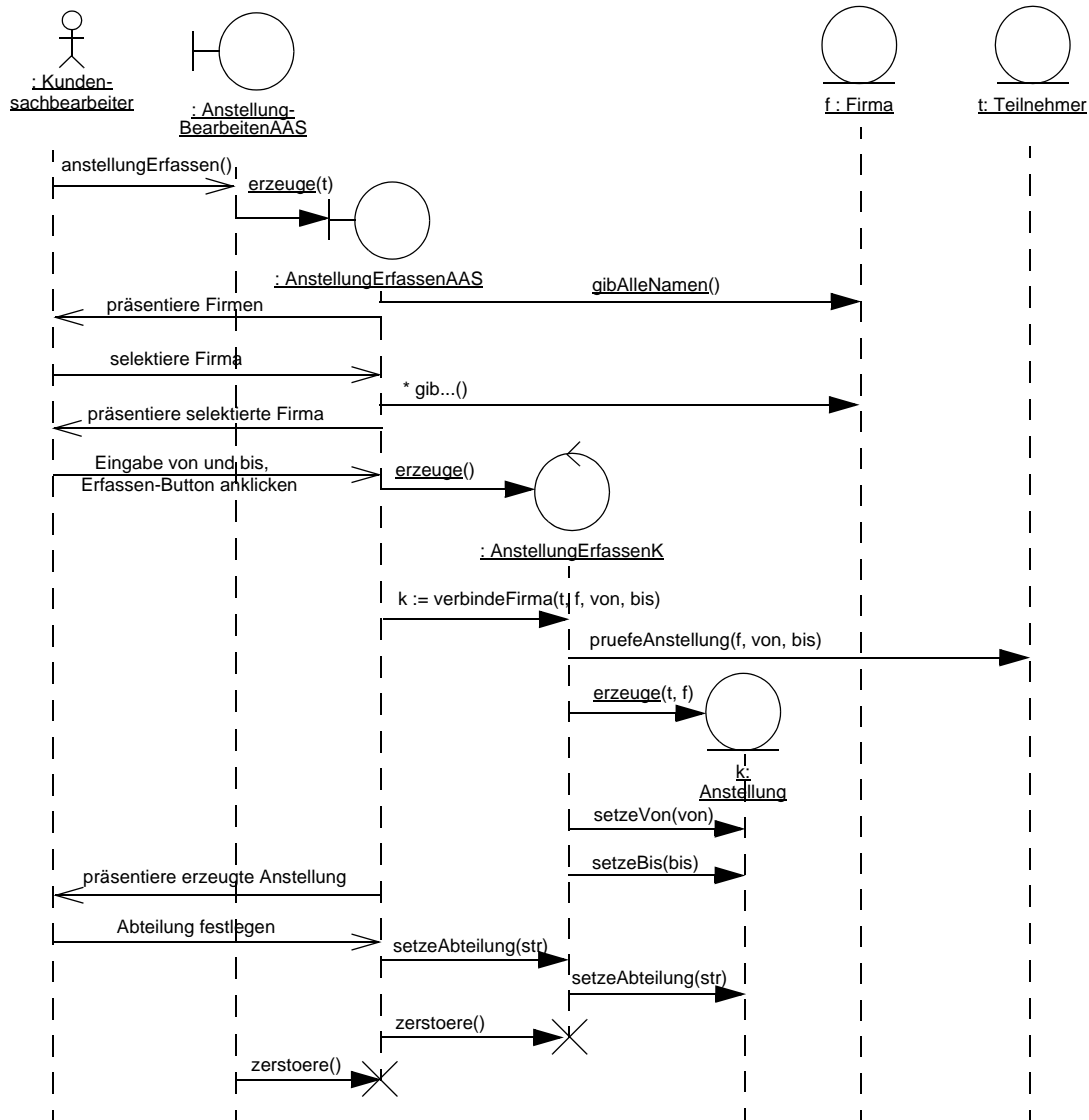 : Kunden-
sachbearbeiter
: Anstellung-
BearbeitenAAS
f : Firma
t: Teilnehmer
anstellungErfassen()
erzeuge(t)
: AnstellungErfassenAAS
gibAlleNamen()
präsentiere Firmen
selektiere Firma
* gib...()
präsentiere selektierte Firma
Eingabe von und bis,
Erfassen-Button anklicken
erzeuge()
: AnstellungErfassenK
k := verbindeFirma(t, f, von, bis)
pruefeAnstellung(f, von, bis)
erzeuge(t, f)
k:
Anstellung
setzeVon(von)
setzeBis(bis)
präsentiere erzeugte Anstellung
Abteilung festlegen
setzeAbteilung(str)
setzeAbteilung(str)
zerstoere()
zerstoere()